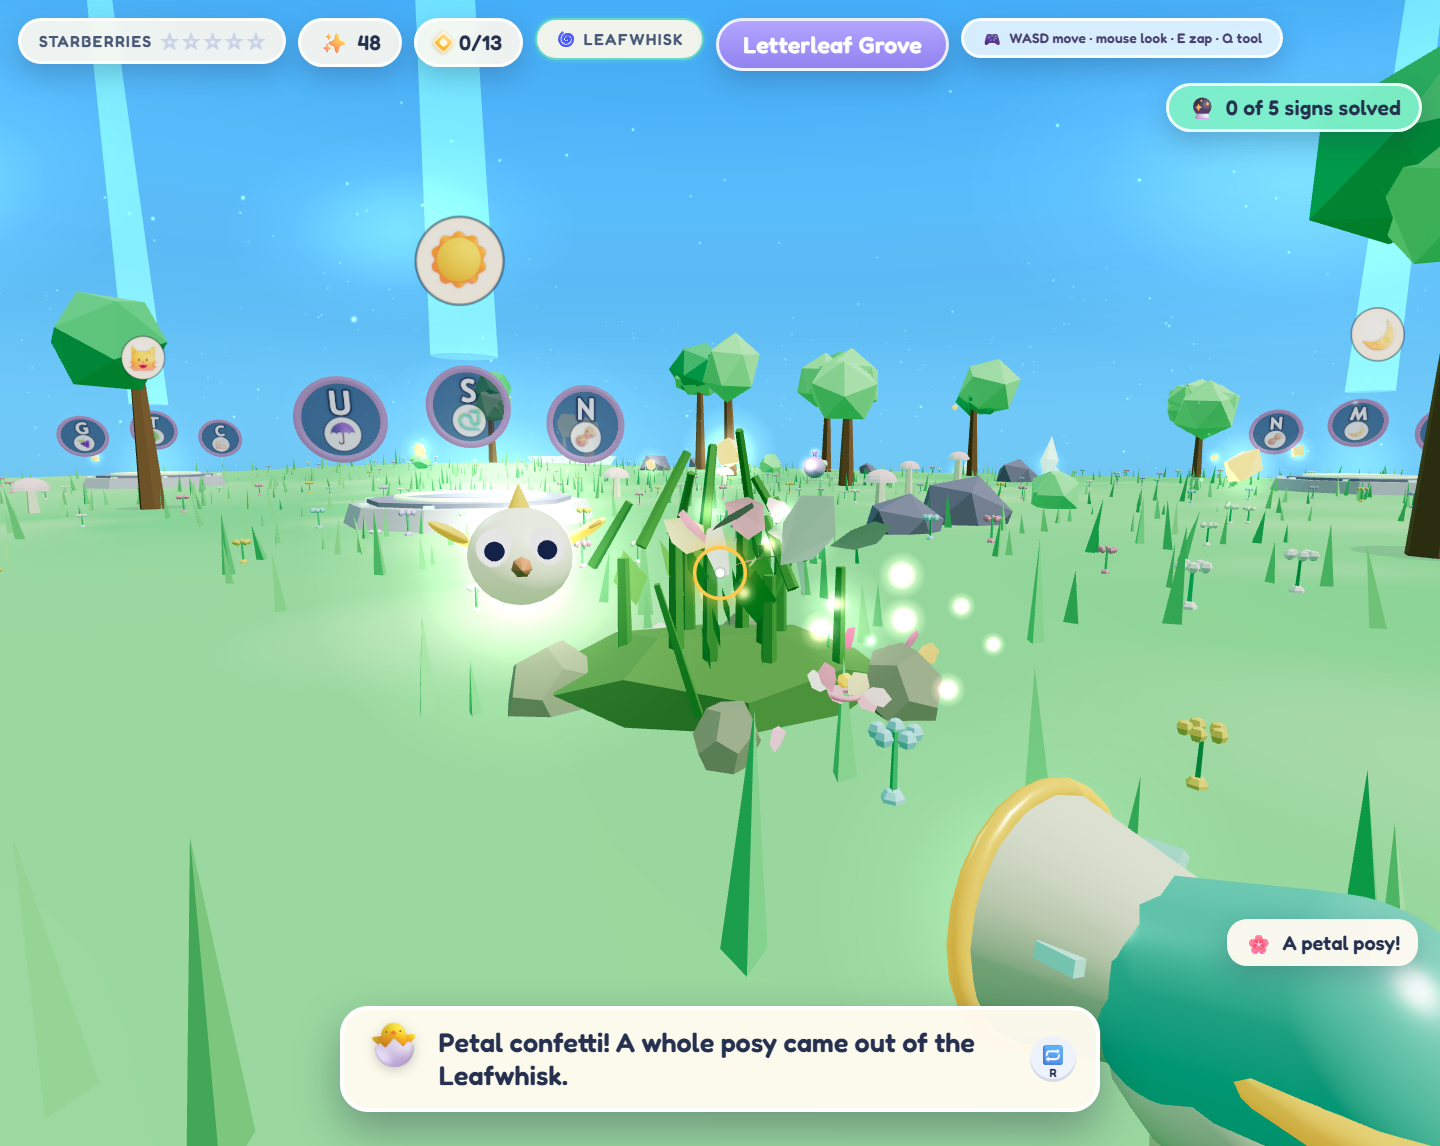 STARBERRIES
48
0/13
LEAFWHISK
Letterleaf Grove
WASD move · mouse look · E zap · Q tool
0 of 5 signs solved
G
T
C
U
S
N
N
M
A petal posy!
Petal confetti! A whole posy came out of the
Leafwhisk.
R